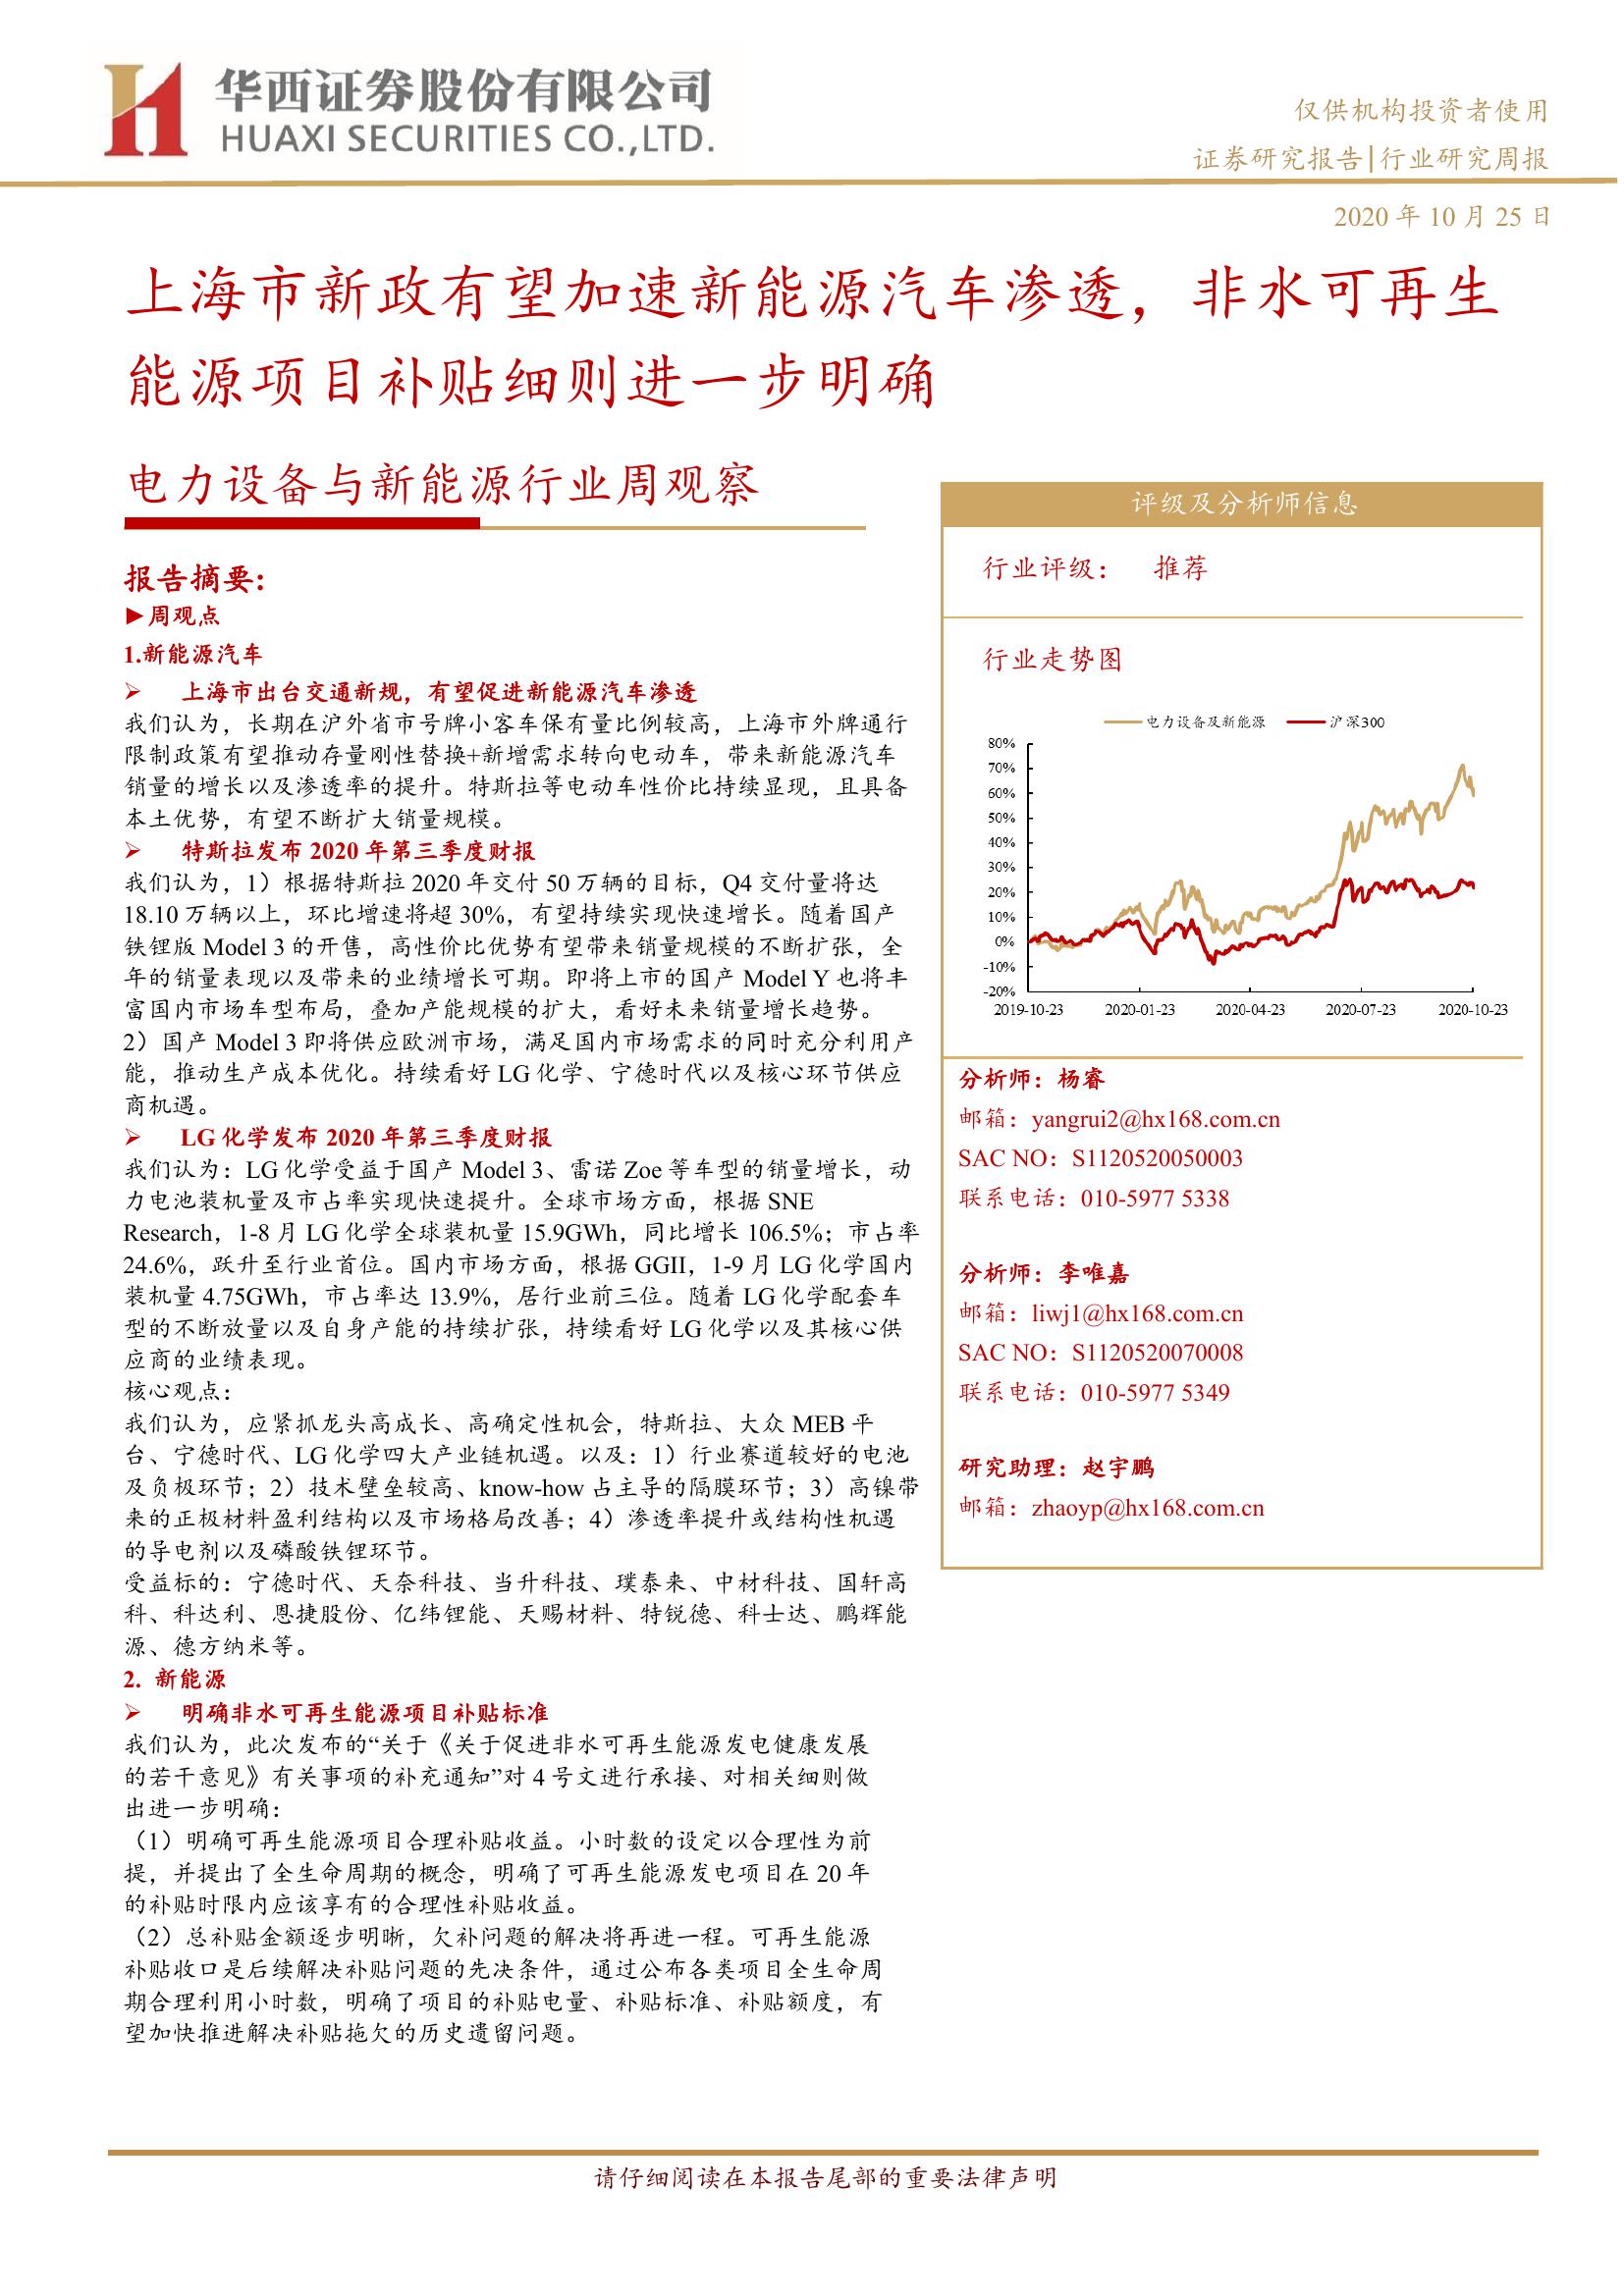 华西证券股份有限公司
HUAXI SECURITIES CO.,LTD.
仅供机构投资者使用
证券研究报告|行业研究周报
2020 年 10 月 25 日
上海市新政有望加速新能源汽车渗透，非水可再生
能源项目补贴细则进一步明确
电力设备与新能源行业周观察
报告摘要:
►周观点
1.新能源汽车
➢ 上海市出台交通新规，有望促进新能源汽车渗透
我们认为，长期在沪外省市号牌小客车保有量比例较高，上海市外牌通行
限制政策有望推动存量刚性替换+新增需求转向电动车，带来新能源汽车
销量的增长以及渗透率的提升。特斯拉等电动车性价比持续显现，且具备
本土优势，有望不断扩大销量规模。
➢ 特斯拉发布 2020 年第三季度财报
我们认为，1）根据特斯拉 2020 年交付 50 万辆的目标，Q4 交付量将达
18.10 万辆以上，环比增速将超 30%，有望持续实现快速增长。随着国产
铁锂版 Model 3 的开售，高性价比优势有望带来销量规模的不断扩张，全
年的销量表现以及带来的业绩增长可期。即将上市的国产 Model Y 也将丰
富国内市场车型布局，叠加产能规模的扩大，看好未来销量增长趋势。
2）国产 Model 3 即将供应欧洲市场，满足国内市场需求的同时充分利用产
能，推动生产成本优化。持续看好 LG 化学、宁德时代以及核心环节供应
商机遇。
➢ LG 化学发布 2020 年第三季度财报
我们认为：LG 化学受益于国产 Model 3、雷诺 Zoe 等车型的销量增长，动
力电池装机量及市占率实现快速提升。全球市场方面，根据 SNE
Research，1-8 月 LG 化学全球装机量 15.9GWh，同比增长 106.5%；市占率
24.6%，跃升至行业首位。国内市场方面，根据 GGII，1-9 月 LG 化学国内
装机量 4.75GWh，市占率达 13.9%，居行业前三位。随着 LG 化学配套车
型的不断放量以及自身产能的持续扩张，持续看好 LG 化学以及其核心供
应商的业绩表现。
核心观点：
我们认为，应紧抓龙头高成长、高确定性机会，特斯拉、大众 MEB 平
台、宁德时代、LG 化学四大产业链机遇。以及：1）行业赛道较好的电池
及负极环节；2）技术壁垒较高、know-how 占主导的隔膜环节；3）高镍带
来的正极材料盈利结构以及市场格局改善；4）渗透率提升或结构性机遇
的导电剂以及磷酸铁锂环节。
受益标的：宁德时代、天奈科技、当升科技、璞泰来、中材科技、国轩高
科、科达利、恩捷股份、亿纬锂能、天赐材料、特锐德、科士达、鹏辉能
源、德方纳米等。
2. 新能源
➢ 明确非水可再生能源项目补贴标准
我们认为，此次发布的“关于《关于促进非水可再生能源发电健康发展
的若干意见》有关事项的补充通知”对 4 号文进行承接、对相关细则做
出进一步明确：
（1）明确可再生能源项目合理补贴收益。小时数的设定以合理性为前
提，并提出了全生命周期的概念，明确了可再生能源发电项目在 20 年
的补贴时限内应该享有的合理性补贴收益。
（2）总补贴金额逐步明晰，欠补问题的解决将再进一程。可再生能源
补贴收口是后续解决补贴问题的先决条件，通过公布各类项目全生命周
期合理利用小时数，明确了项目的补贴电量、补贴标准、补贴额度，有
望加快推进解决补贴拖欠的历史遗留问题。
评级及分析师信息
行业评级： 推荐
行业走势图
电力设备及新能源 沪深300
80%
70%
60%
50%
40%
30%
20%
10%
0%
-10%
-20%
2019-10-23 2020-01-23 2020-04-23 2020-07-23 2020-10-23
分析师：杨睿
邮箱：yangrui2@hx168.com.cn
SAC NO：S1120520050003
联系电话：010-5977 5338
分析师：李唯嘉
邮箱：liwj1@hx168.com.cn
SAC NO：S1120520070008
联系电话：010-5977 5349
研究助理：赵宇鹏
邮箱：zhaoyp@hx168.com.cn
请仔细阅读在本报告尾部的重要法律声明